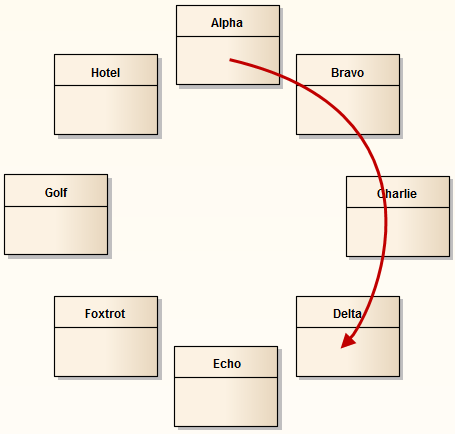 Alpha
Hotel
Bravo
Golf
Charlie
Foxtrot
Delta
Echo